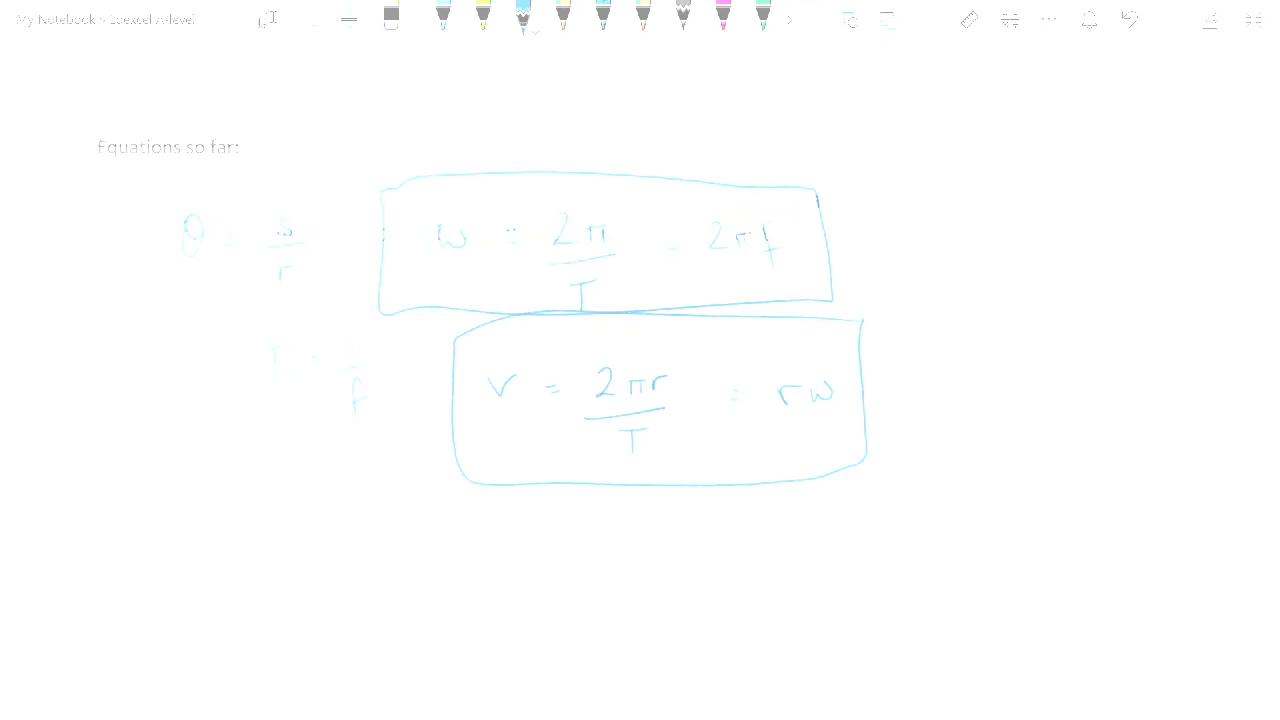 My Notebook > Edexcel A-level
Equations so far:
θ = s/r
ω = 2π/T = 2πf
T = 1/f
v = 2πr/T = rω